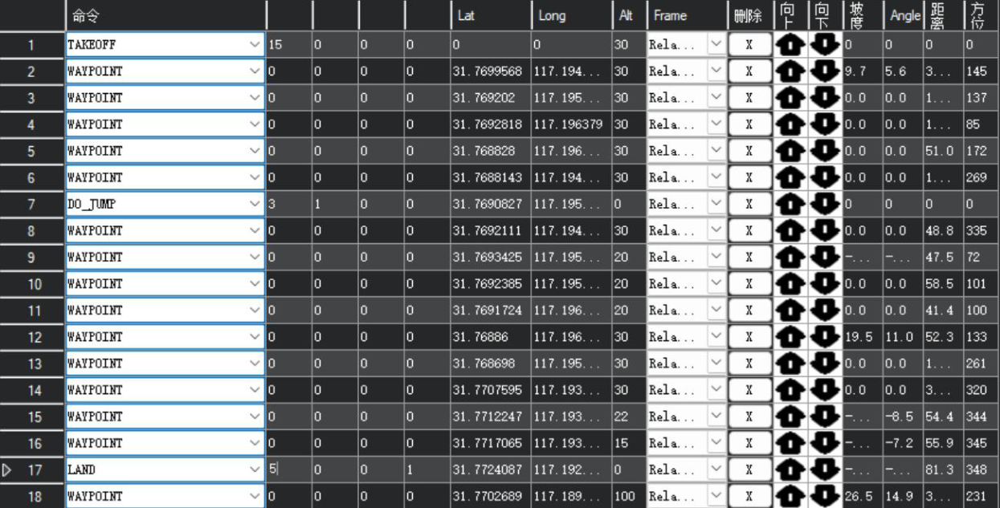 命令 Lat Long Alt Frame 删除 向上 向下 坡度 Angle 距离 方位
1 TAKEOFF 15 0 0 0 0 0 30 Rela... X 0 0 0 0
2 WAYPOINT 0 0 0 0 31.7699568 117.194... 30 Rela... X 9.7 5.6 3... 145
3 WAYPOINT 0 0 0 0 31.769202 117.195... 30 Rela... X 0.0 0.0 1... 137
4 WAYPOINT 0 0 0 0 31.7692818 117.196379 30 Rela... X 0.0 0.0 1... 85
5 WAYPOINT 0 0 0 0 31.768828 117.196... 30 Rela... X 0.0 0.0 51.0 172
6 WAYPOINT 0 0 0 0 31.7688143 117.194... 30 Rela... X 0.0 0.0 1... 269
7 DO_JUMP 3 1 0 0 31.7690827 117.195... 0 Rela... X 0 0 0 0
8 WAYPOINT 0 0 0 0 31.7692111 117.194... 30 Rela... X 0.0 0.0 48.8 335
9 WAYPOINT 0 0 0 0 31.7693425 117.195... 20 Rela... X -... -... 47.5 72
10 WAYPOINT 0 0 0 0 31.7692385 117.195... 20 Rela... X 0.0 0.0 58.5 101
11 WAYPOINT 0 0 0 0 31.7691724 117.196... 20 Rela... X 0.0 0.0 41.4 100
12 WAYPOINT 0 0 0 0 31.76886 117.196... 30 Rela... X 19.5 11.0 52.3 133
13 WAYPOINT 0 0 0 0 31.768698 117.195... 30 Rela... X 0.0 0.0 1... 261
14 WAYPOINT 0 0 0 0 31.7707595 117.193... 30 Rela... X 0.0 0.0 3... 320
15 WAYPOINT 0 0 0 0 31.7712247 117.193... 22 Rela... X -... -8.5 54.4 344
16 WAYPOINT 0 0 0 0 31.7717065 117.193... 15 Rela... X -... -7.2 55.9 345
17 LAND 5 0 0 1 31.7724087 117.192... 0 Rela... X -... -... 81.3 348
18 WAYPOINT 0 0 0 0 31.7702689 117.189... 100 Rela... X 26.5 14.9 3... 231